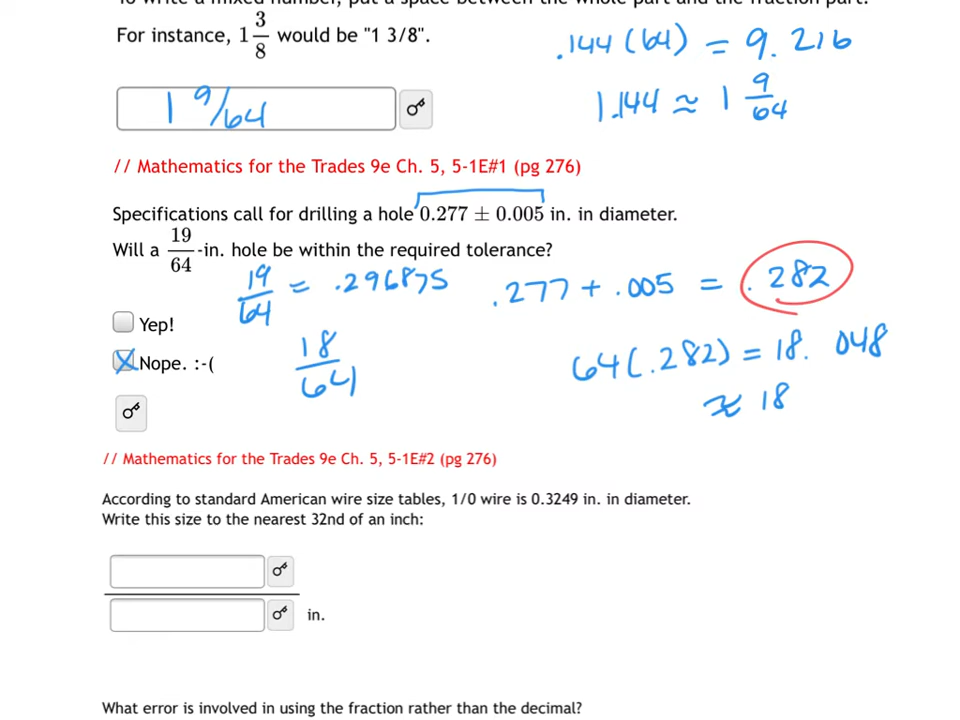 For instance, 1 3/8 would be "1 3/8".
.144 (64) = 9.216
1.144 ≈ 1 9/64
1 9/64
// Mathematics for the Trades 9e Ch. 5, 5-1E#1 (pg 276)
Specifications call for drilling a hole 0.277 ± 0.005 in. in diameter.
Will a 19/64-in. hole be within the required tolerance?
19/64 = .296875
.277 + .005 = .282
Yep!
Nope. :-(
18/64
64(.282) = 18.048
≈ 18
// Mathematics for the Trades 9e Ch. 5, 5-1E#2 (pg 276)
According to standard American wire size tables, 1/0 wire is 0.3249 in. in diameter.
Write this size to the nearest 32nd of an inch:
in.
What error is involved in using the fraction rather than the decimal?